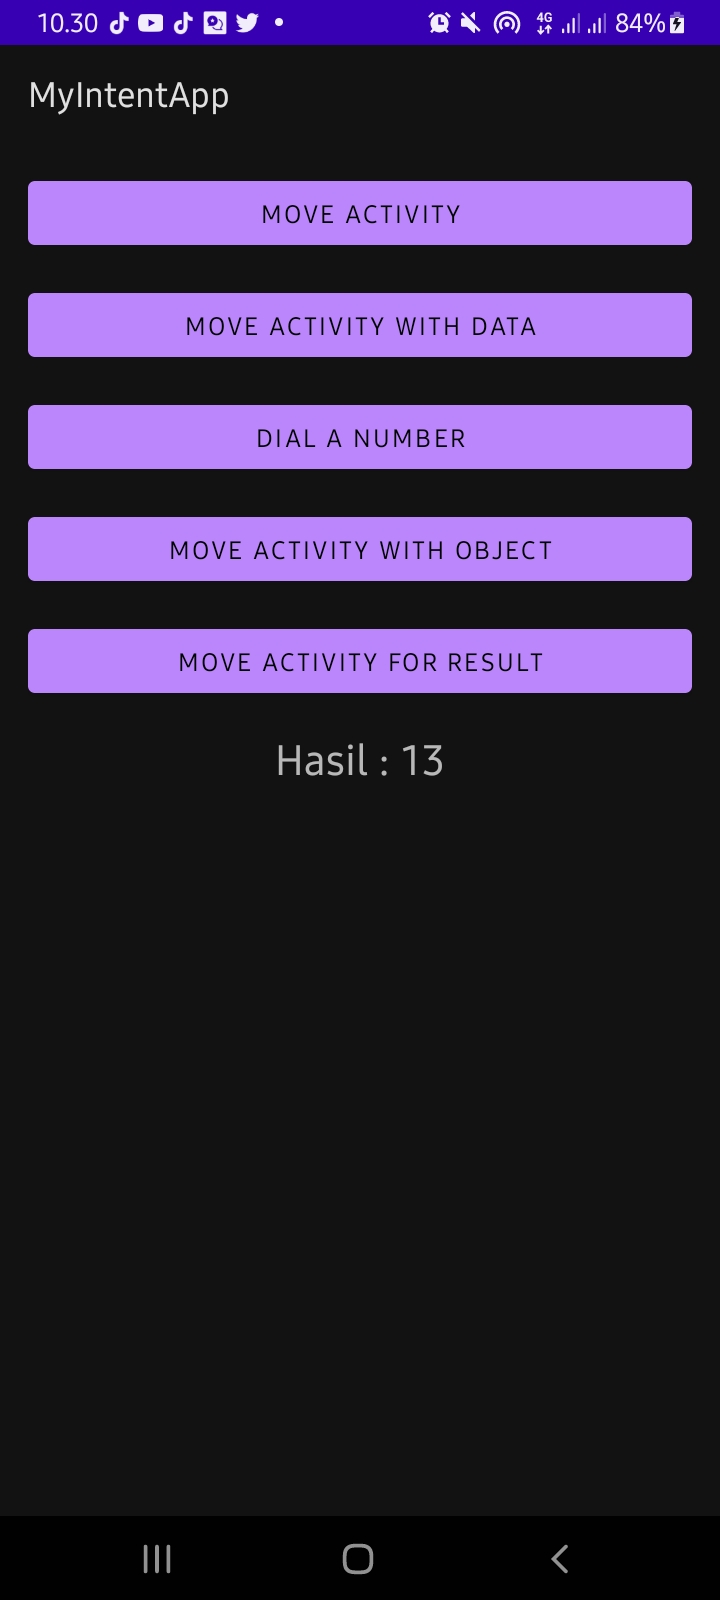 10.30 4G 84%
MyIntentApp
MOVE ACTIVITY
MOVE ACTIVITY WITH DATA
DIAL A NUMBER
MOVE ACTIVITY WITH OBJECT
MOVE ACTIVITY FOR RESULT
Hasil : 13